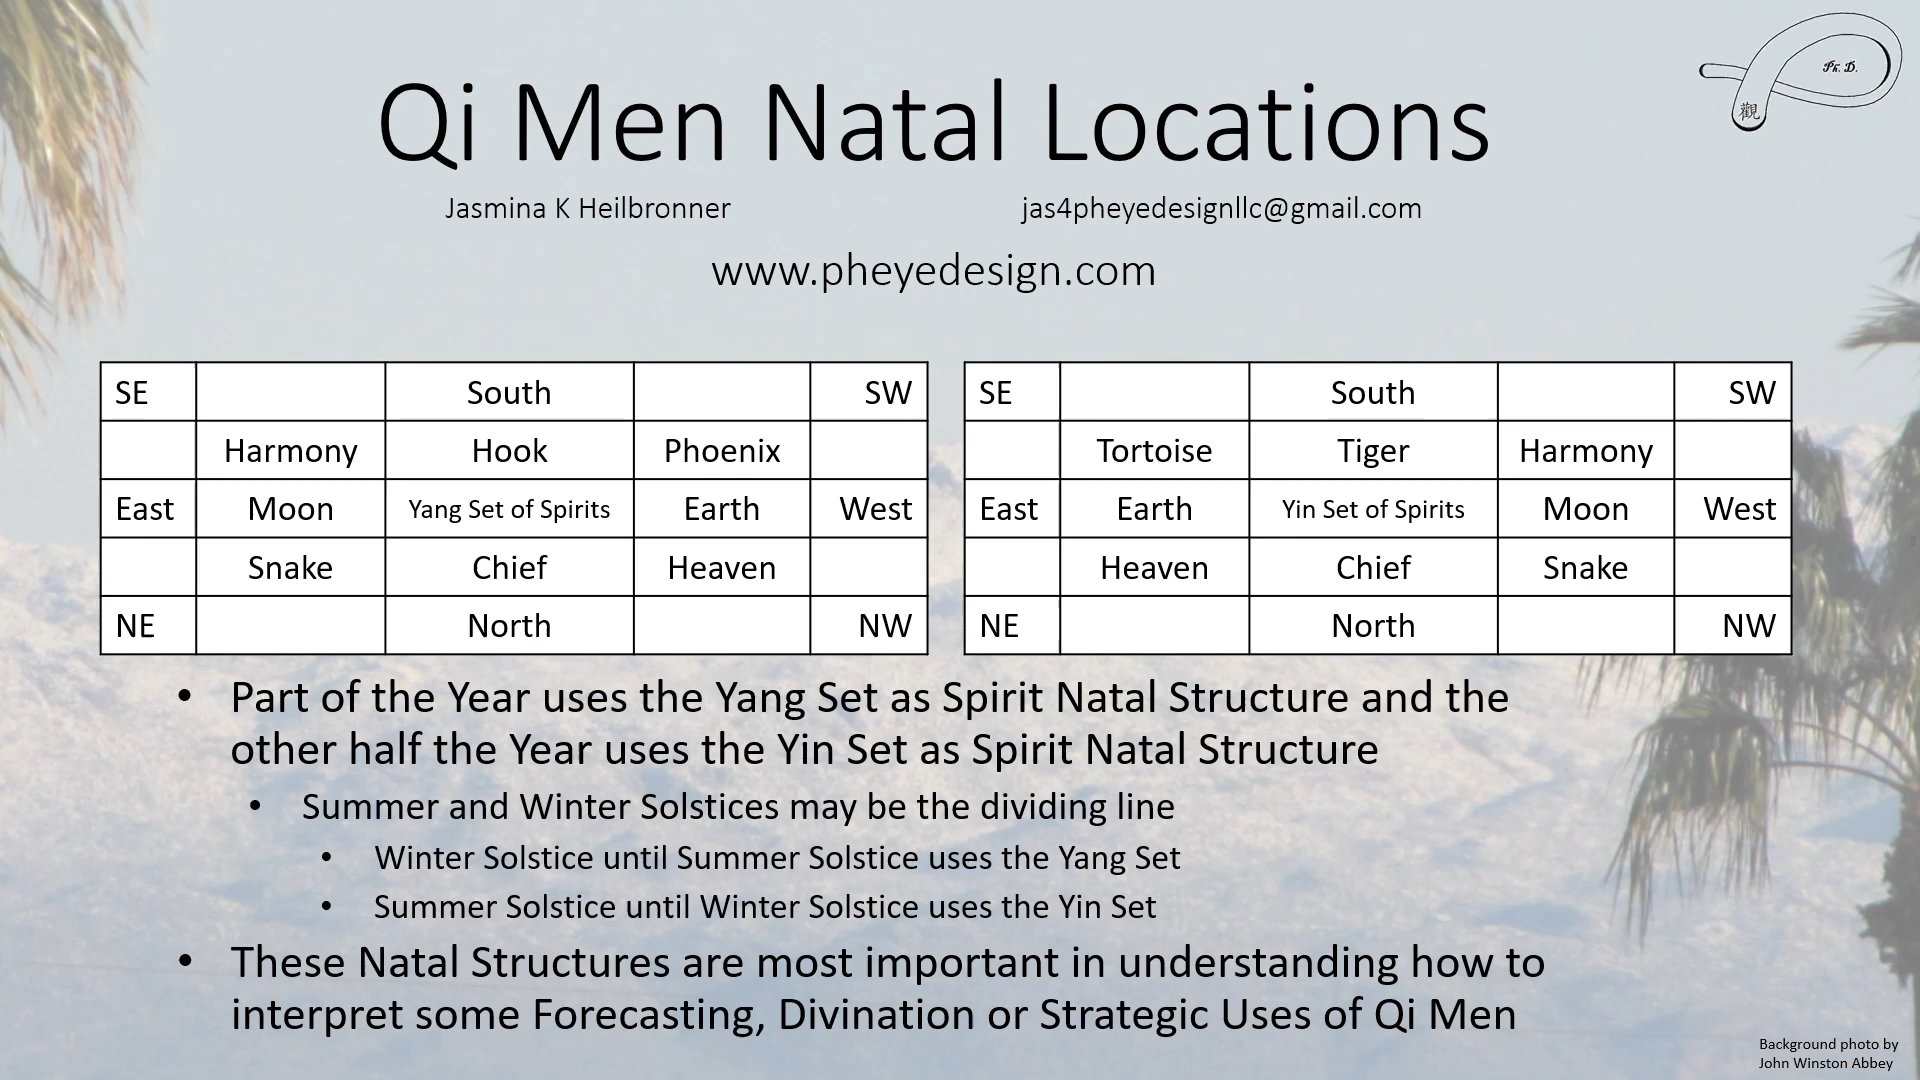 Ph. D.
觀
Qi Men Natal Locations
Jasmina K Heilbronner jas4pheyedesignllc@gmail.com
www.pheyedesign.com
SE South SW
Harmony Hook Phoenix
East Moon Yang Set of Spirits Earth West
Snake Chief Heaven
NE North NW
SE South SW
Tortoise Tiger Harmony
East Earth Yin Set of Spirits Moon West
Heaven Chief Snake
NE North NW
• Part of the Year uses the Yang Set as Spirit Natal Structure and the
other half the Year uses the Yin Set as Spirit Natal Structure
• Summer and Winter Solstices may be the dividing line
• Winter Solstice until Summer Solstice uses the Yang Set
• Summer Solstice until Winter Solstice uses the Yin Set
• These Natal Structures are most important in understanding how to
interpret some Forecasting, Divination or Strategic Uses of Qi Men
Background photo by
John Winston Abbey